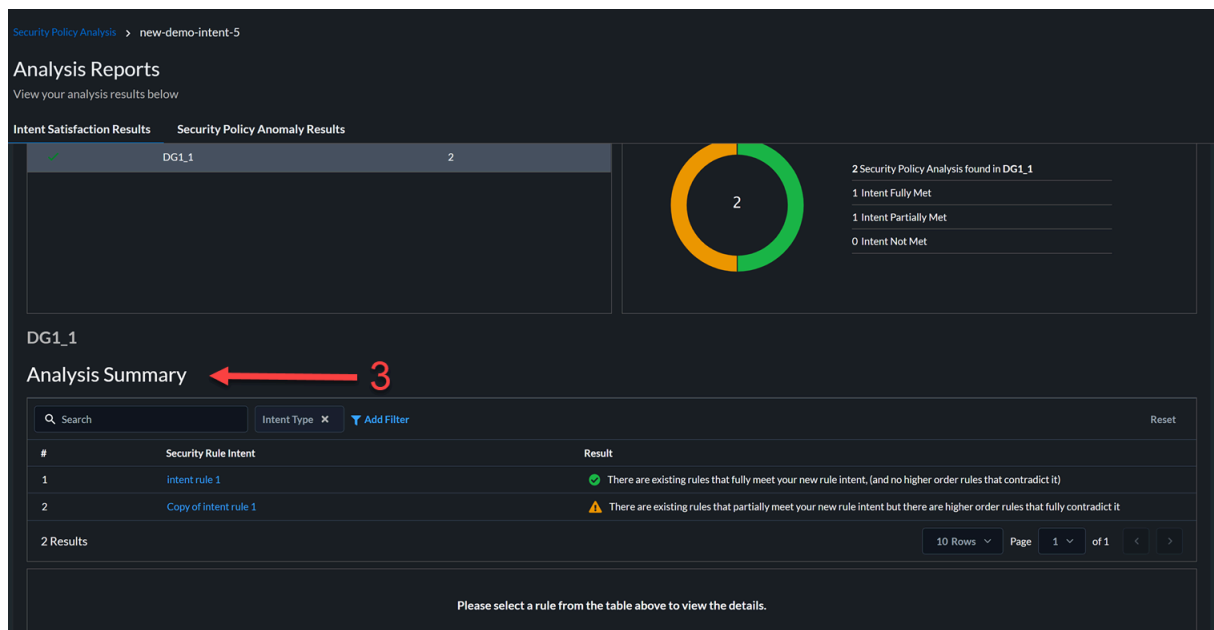 Security Policy Analysis > new-demo-intent-5
Analysis Reports
View your analysis results below
Intent Satisfaction Results Security Policy Anomaly Results
DG1_1 2
2
2 Security Policy Analysis found in DG1_1
1 Intent Fully Met
1 Intent Partially Met
0 Intent Not Met
DG1_1
Analysis Summary 3
Search Intent Type × Add Filter Reset
# Security Rule Intent Result
1 intent rule 1 There are existing rules that fully meet your new rule intent, (and no higher order rules that contradict it)
2 Copy of intent rule 1 There are existing rules that partially meet your new rule intent but there are higher order rules that fully contradict it
2 Results 10 Rows Page 1 of 1 < >
Please select a rule from the table above to view the details.